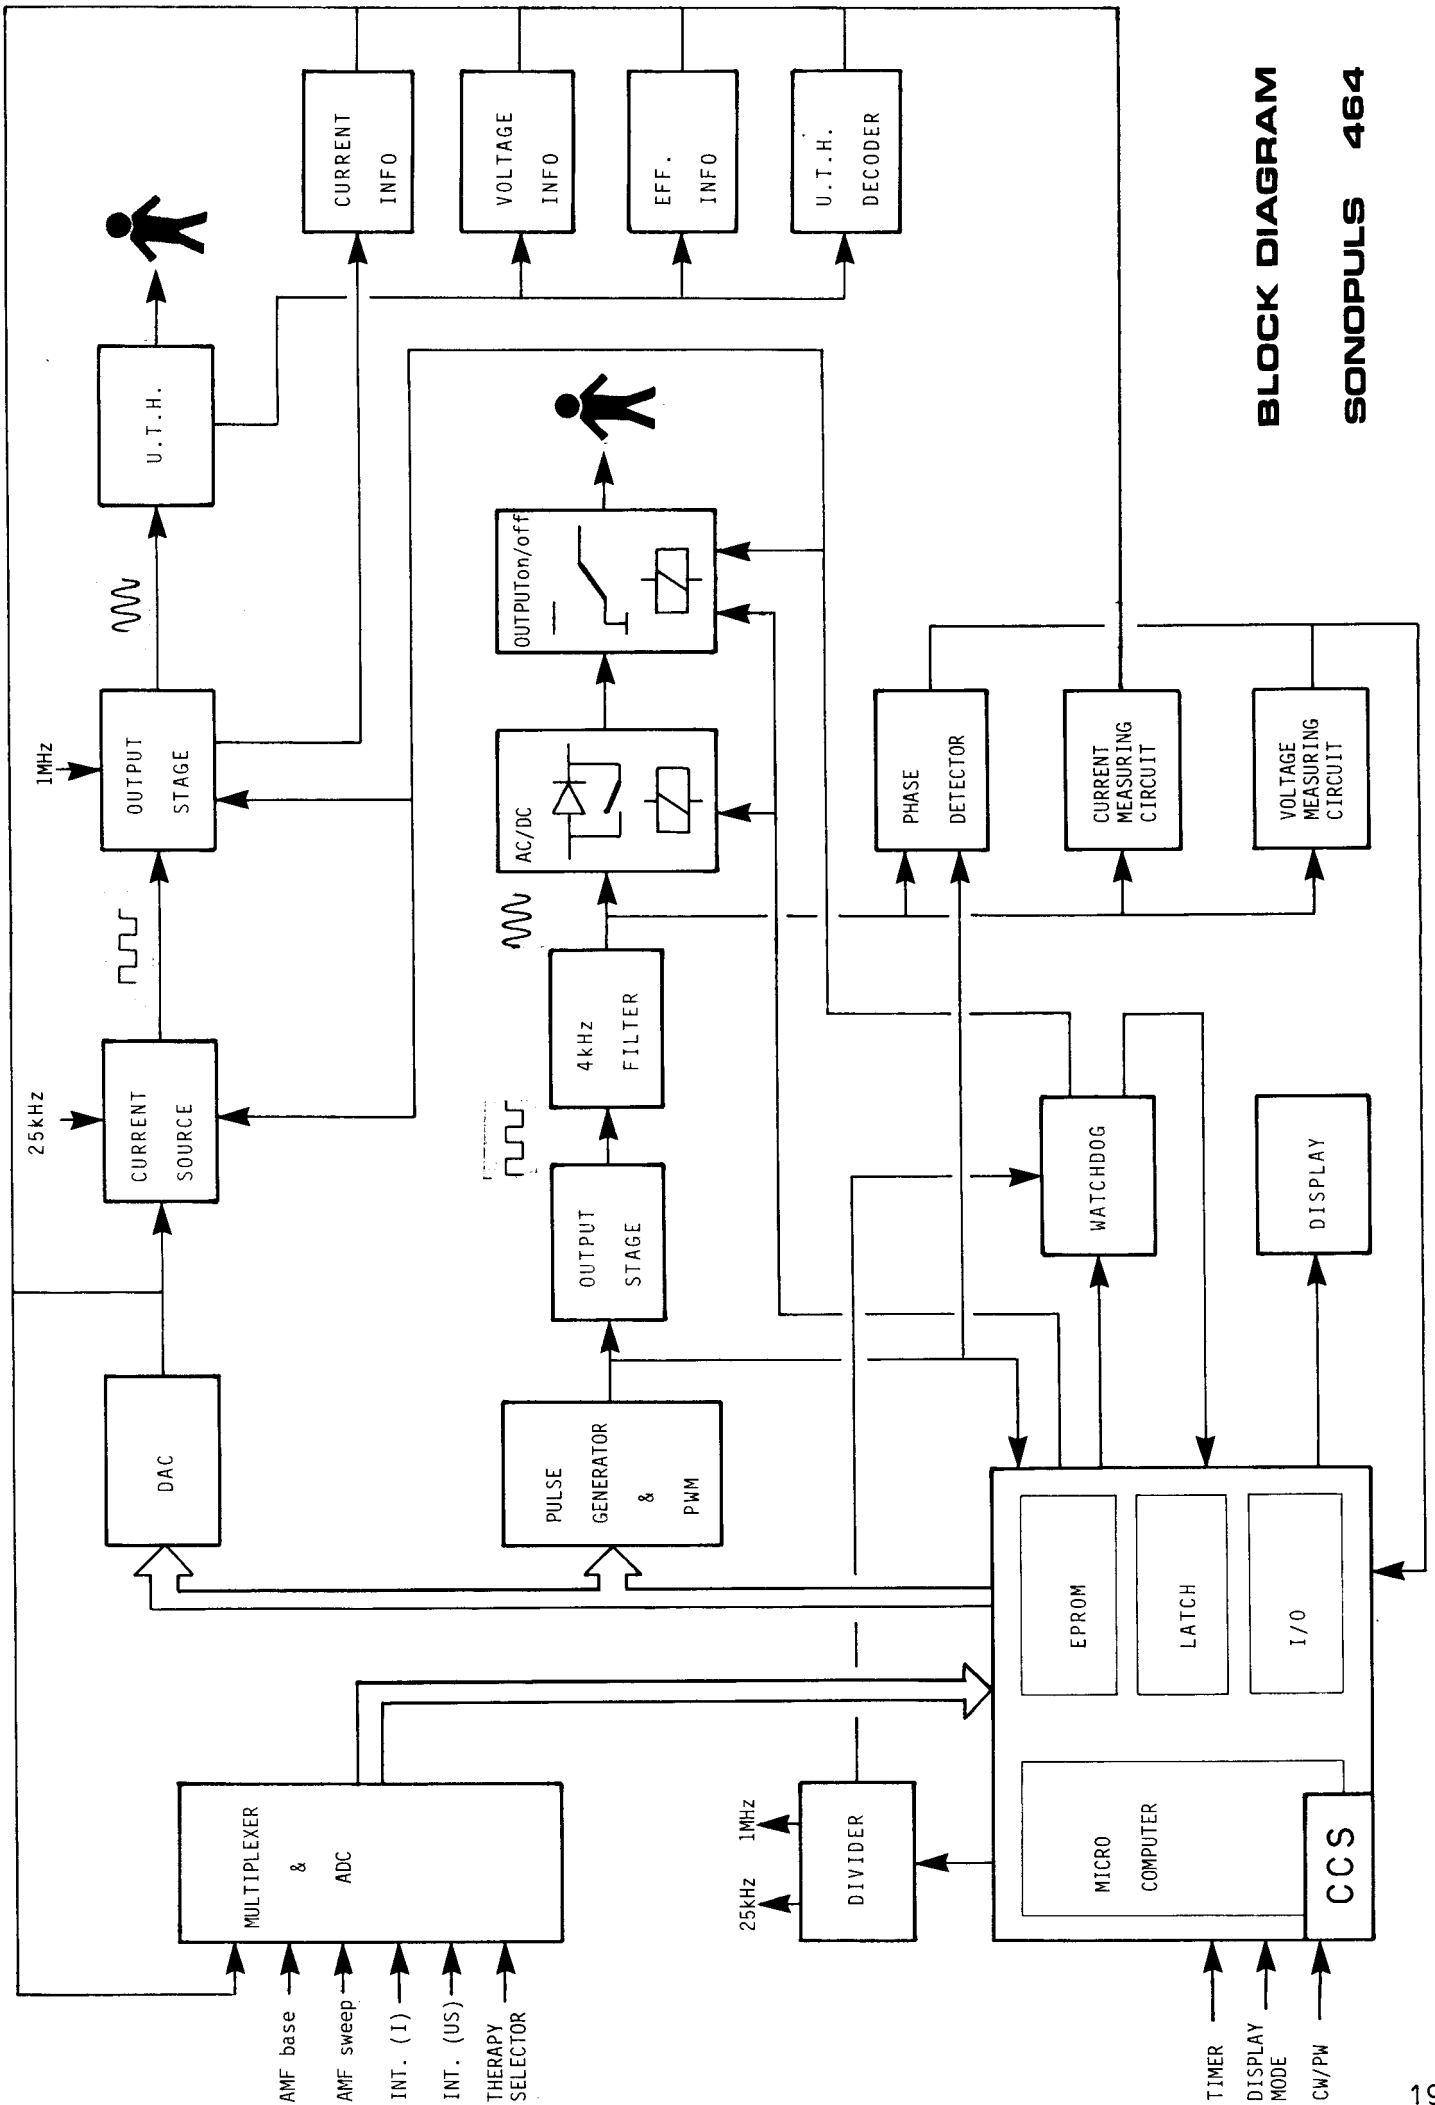 MULTIPLEXER
&
ADC
AMF base
AMF sweep
INT. (I)
INT. (US)
THERAPY
SELECTOR
DAC
25kHz
CURRENT
SOURCE
1MHz
OUTPUT
STAGE
U.T.H.
CURRENT
INFO
VOLTAGE
INFO
EFF.
INFO
U.T.H.
DECODER
PULSE
GENERATOR
&
PWM
OUTPUT
STAGE
4kHz
FILTER
AC/DC
OUTPUTon/off
25kHz
1MHz
DIVIDER
WATCHDOG
PHASE
DETECTOR
CURRENT
MEASURING
CIRCUIT
VOLTAGE
MEASURING
CIRCUIT
DISPLAY
MICRO
COMPUTER
EPROM
LATCH
I/O
CCS
TIMER
DISPLAY
MODE
CW/PW
BLOCK DIAGRAM
SONOPULS 464
19